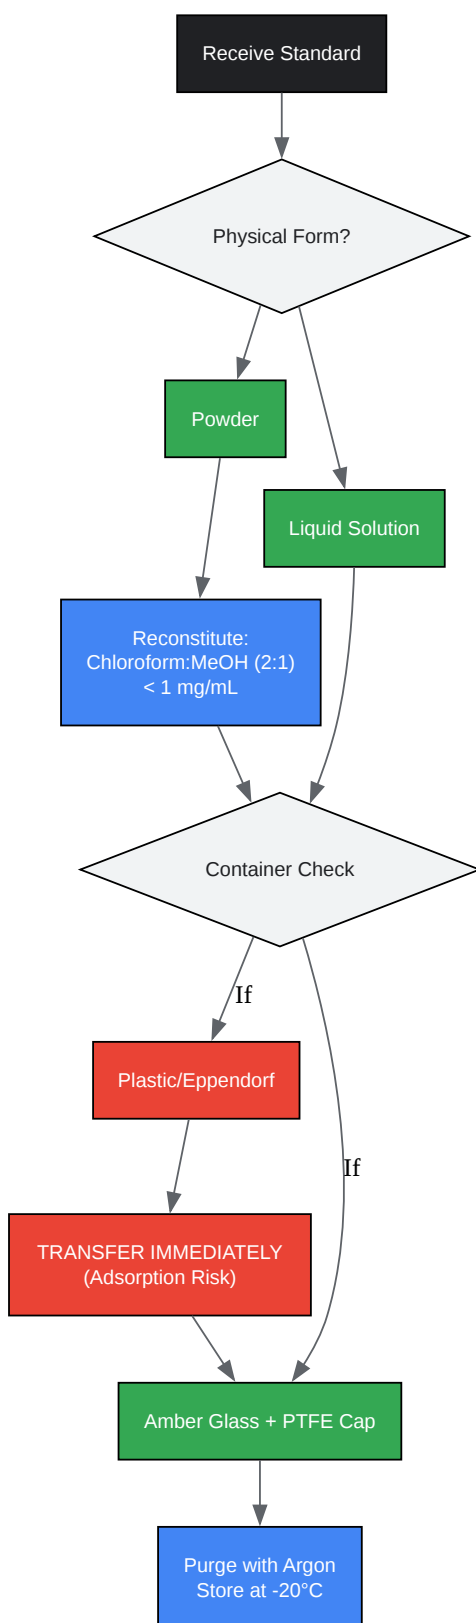 Receive Standard
Physical Form?
Powder
Liquid Solution
Reconstitute:
Chloroform:MeOH (2:1)
< 1 mg/mL
Container Check
If
Plastic/Eppendorf
If
TRANSFER IMMEDIATELY
(Adsorption Risk)
Amber Glass + PTFE Cap
Purge with Argon
Store at -20°C